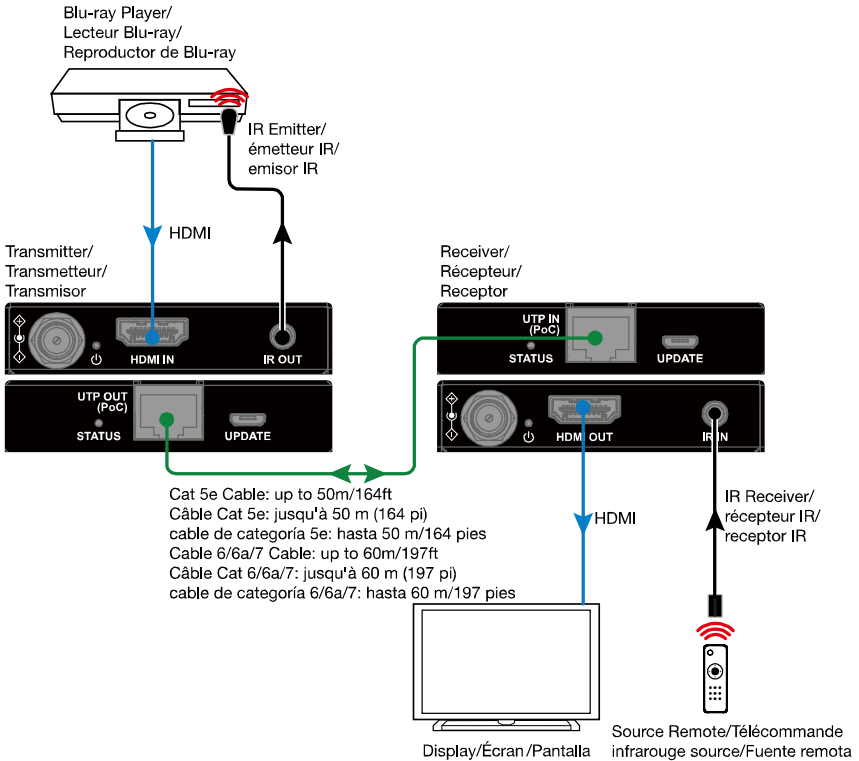 Blu-ray Player/
Lecteur Blu-ray/
Reproductor de Blu-ray
IR Emitter/
émetteur IR/
emisor IR
HDMI
Transmitter/
Transmetteur/
Transmisor
HDMI IN
IR OUT
UTP OUT
(PoC)
STATUS
UPDATE
Receiver/
Récepteur/
Receptor
UTP IN
(PoC)
STATUS
UPDATE
HDMI OUT
IR IN
Cat 5e Cable: up to 50m/164ft
Câble Cat 5e: jusqu'à 50 m (164 pi)
cable de categoría 5e: hasta 50 m/164 pies
Cable 6/6a/7 Cable: up to 60m/197ft
Câble Cat 6/6a/7: jusqu'à 60 m (197 pi)
cable de categoría 6/6a/7: hasta 60 m/197 pies
HDMI
IR Receiver/
récepteur IR/
receptor IR
Display/Écran/Pantalla
Source Remote/Télécommande
infrarouge source/Fuente remota